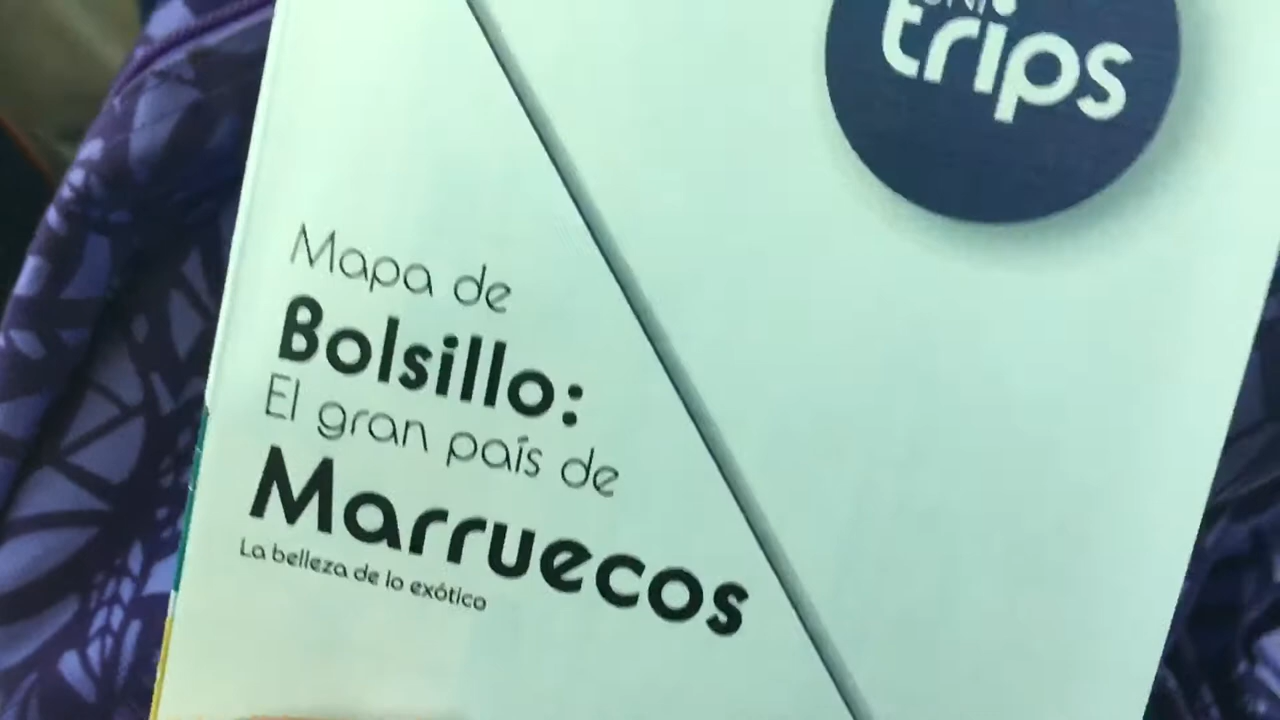 trips
Mapa de
Bolsillo:
El gran país de
Marruecos
La belleza de lo exótico